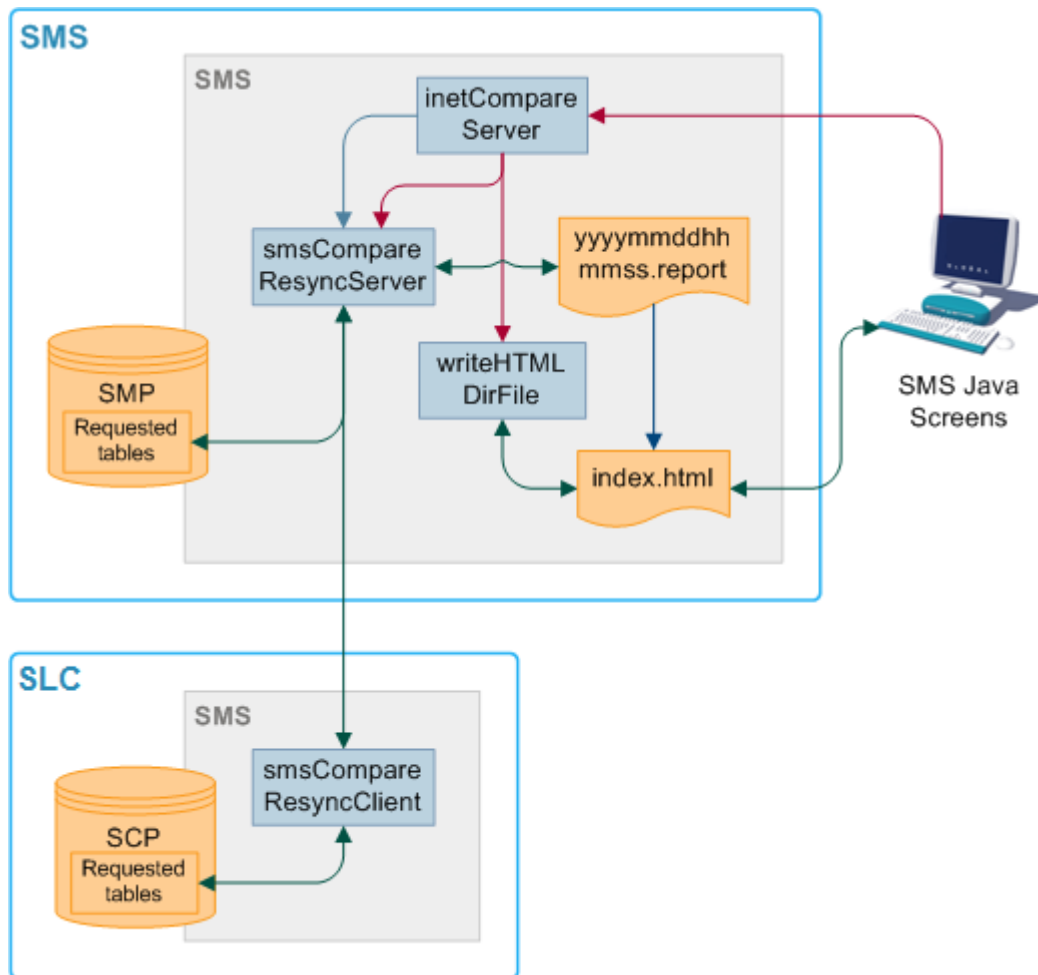 SMS
SMS
inetCompare
Server
smsCompare
ResyncServer
yyyymmddhh
mmss.report
SMP
Requested
tables
writeHTML
DirFile
index.html
GLOBAL
SMS Java
Screens
SLC
SMS
smsCompare
ResyncClient
SCP
Requested
tables